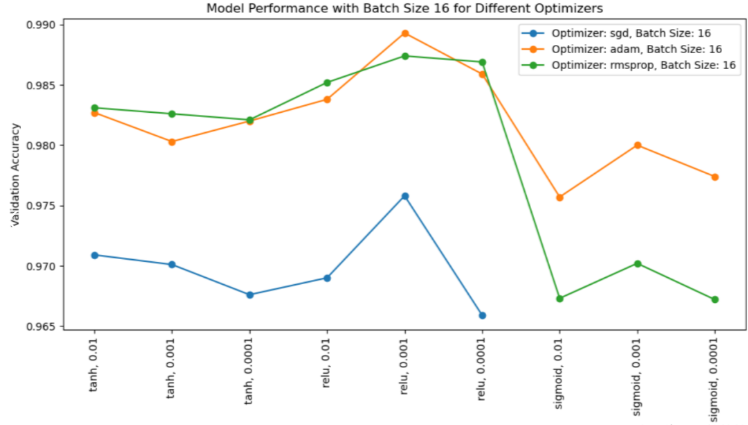 Model Performance with Batch Size 16 for Different Optimizers
Optimizer: sgd, Batch Size: 16
Optimizer: adam, Batch Size: 16
Optimizer: rmsprop, Batch Size: 16
Validation Accuracy
0.990
0.985
0.980
0.975
0.970
0.965
tanh, 0.01
tanh, 0.001
tanh, 0.0001
relu, 0.01
relu, 0.001
relu, 0.0001
sigmoid, 0.01
sigmoid, 0.001
sigmoid, 0.0001